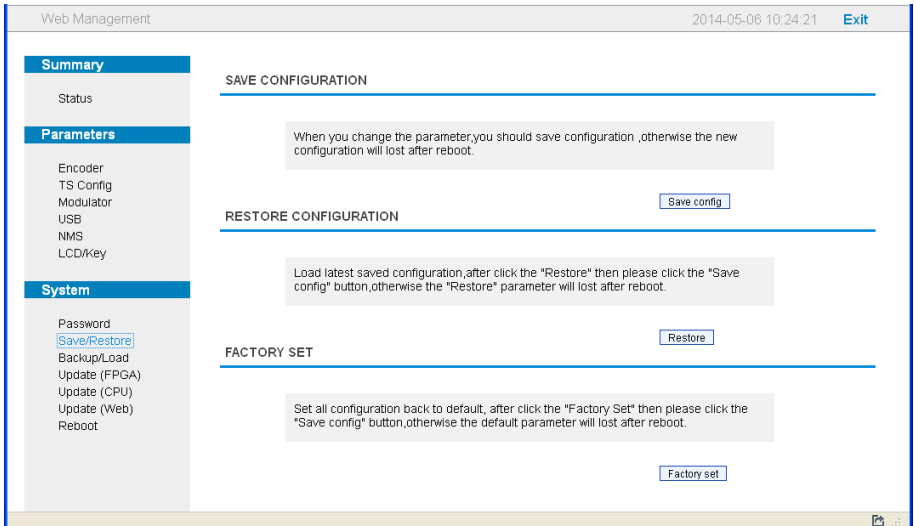 Web Management
2014-05-06 10:24:21
Exit
Summary
Status
Parameters
Encoder
TS Config
Modulator
USB
NMS
LCD/Key
System
Password
Save/Restore
Backup/Load
Update (FPGA)
Update (CPU)
Update (Web)
Reboot
SAVE CONFIGURATION
When you change the parameter,you should save configuration ,otherwise the new
configuration will lost after reboot.
Save config
RESTORE CONFIGURATION
Load latest saved configuration,after click the "Restore" then please click the "Save
config" button,otherwise the "Restore" parameter will lost after reboot.
Restore
FACTORY SET
Set all configuration back to default, after click the "Factory Set" then please click the
"Save config" button,otherwise the default parameter will lost after reboot.
Factory set